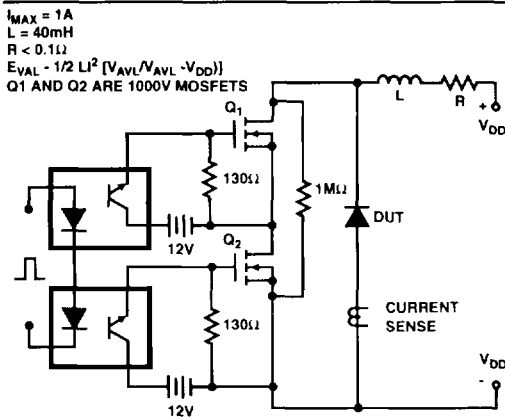 IMAX = 1A
L = 40mH
R < 0.1Ω
EVAL - 1/2 LI² [VAVL/VAVL -VDD)]
Q1 AND Q2 ARE 1000V MOSFETS
Q1
L
R
+
VDD
130Ω
1MΩ
DUT
12V
Q2
130Ω
CURRENT
SENSE
VDD
-
12V